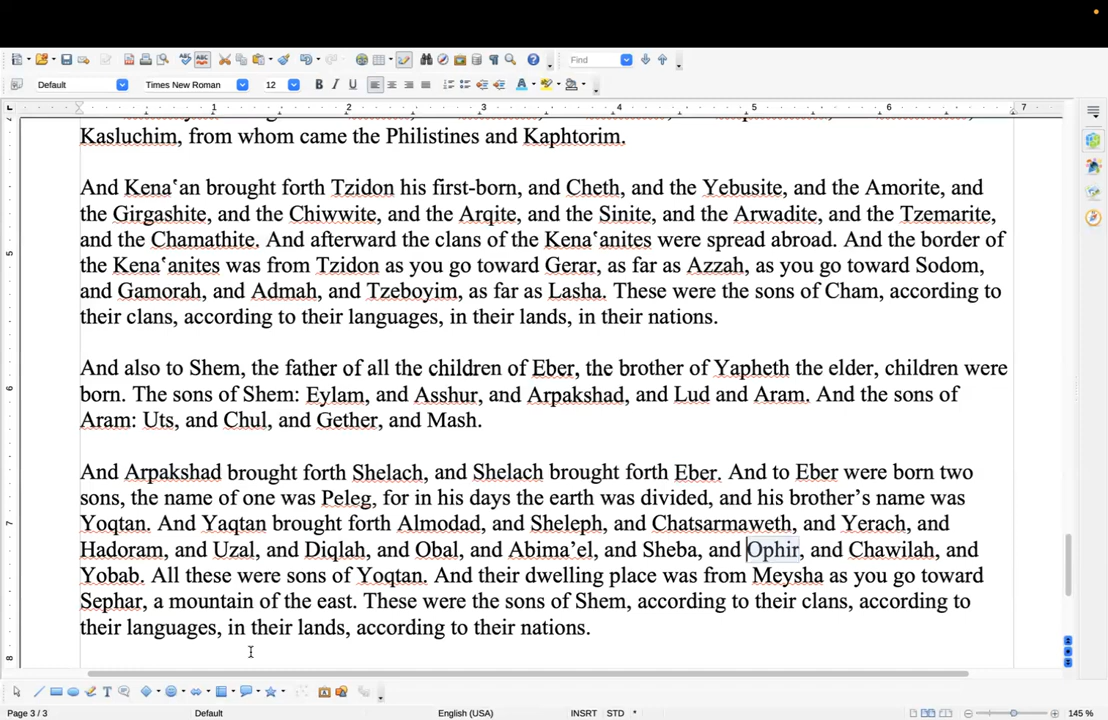 Default
Times New Roman
12
Find
1 2 3 4 5 6 7
Kasluchim, from whom came the Philistines and Kaphtorim.
And Kenaʿan brought forth Tzidon his first-born, and Cheth, and the Yebusite, and the Amorite, and
the Girgashite, and the Chiwwite, and the Arqite, and the Sinite, and the Arwadite, and the Tzemarite,
and the Chamathite. And afterward the clans of the Kenaʿanites were spread abroad. And the border of
the Kenaʿanites was from Tzidon as you go toward Gerar, as far as Azzah, as you go toward Sodom,
and Gamorah, and Admah, and Tzeboyim, as far as Lasha. These were the sons of Cham, according to
their clans, according to their languages, in their lands, in their nations.
And also to Shem, the father of all the children of Eber, the brother of Yapheth the elder, children were
born. The sons of Shem: Eylam, and Asshur, and Arpakshad, and Lud and Aram. And the sons of
Aram: Uts, and Chul, and Gether, and Mash.
And Arpakshad brought forth Shelach, and Shelach brought forth Eber. And to Eber were born two
sons, the name of one was Peleg, for in his days the earth was divided, and his brother’s name was
Yoqtan. And Yaqtan brought forth Almodad, and Sheleph, and Chatsarmaweth, and Yerach, and
Hadoram, and Uzal, and Diqlah, and Obal, and Abima’el, and Sheba, and Ophir, and Chawilah, and
Yobab. All these were sons of Yoqtan. And their dwelling place was from Meysha as you go toward
Sephar, a mountain of the east. These were the sons of Shem, according to their clans, according to
their languages, in their lands, according to their nations.
5
6
7
8
Page 3 / 3
Default
English (USA)
INSRT
STD
*
145 %